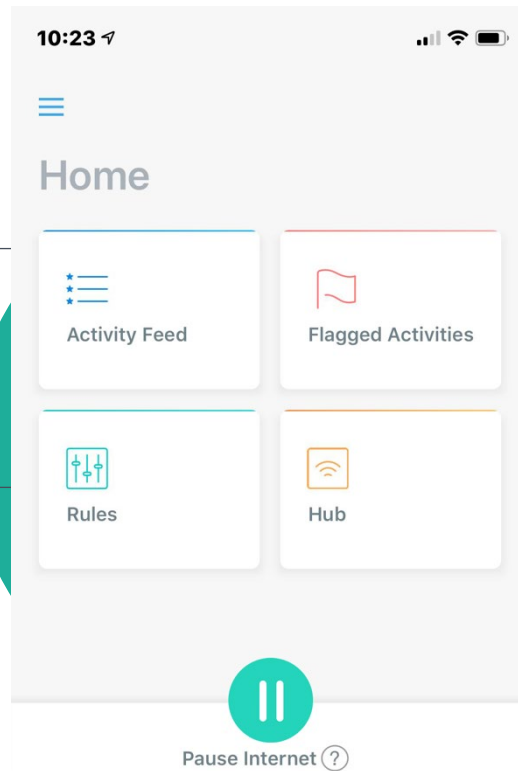 10:23
Home
Activity Feed
Flagged Activities
Rules
Hub
Pause Internet ?